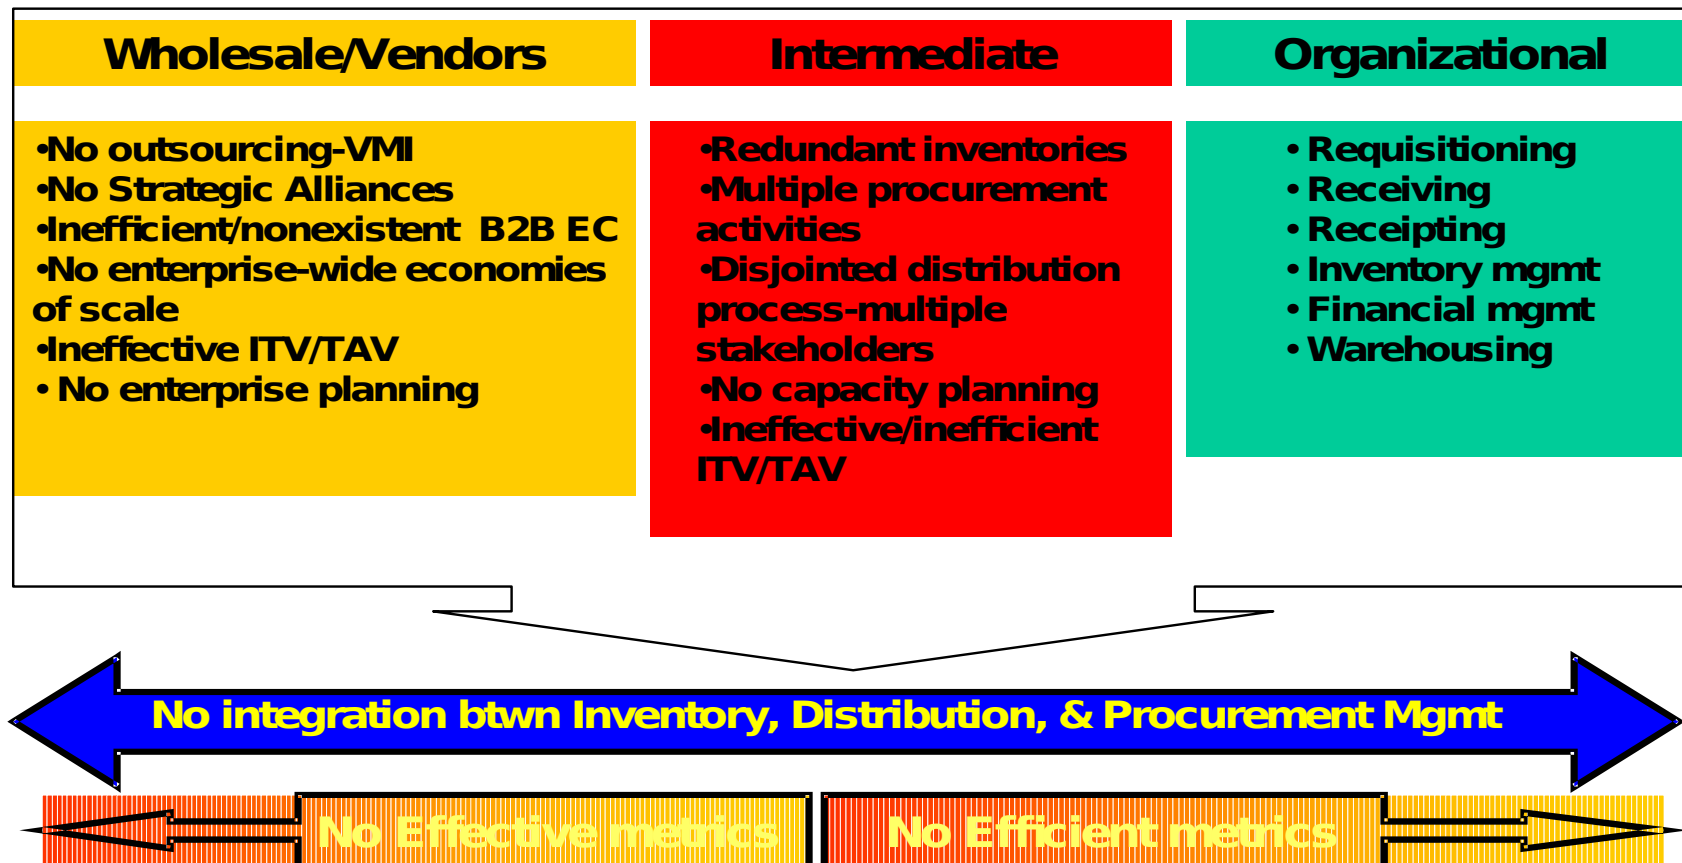 Wholesale/Vendors
•No outsourcing-VMI
•No Strategic Alliances
•Inefficient/nonexistent B2B EC
•No enterprise-wide economies
of scale
•Ineffective ITV/TAV
• No enterprise planning
Intermediate
•Redundant inventories
•Multiple procurement
activities
•Disjointed distribution
process-multiple
stakeholders
•No capacity planning
•Ineffective/inefficient
ITV/TAV
Organizational
• Requisitioning
• Receiving
• Receipting
• Inventory mgmt
• Financial mgmt
• Warehousing
No integration btwn Inventory, Distribution, & Procurement Mgmt
No Effective metrics
No Efficient metrics